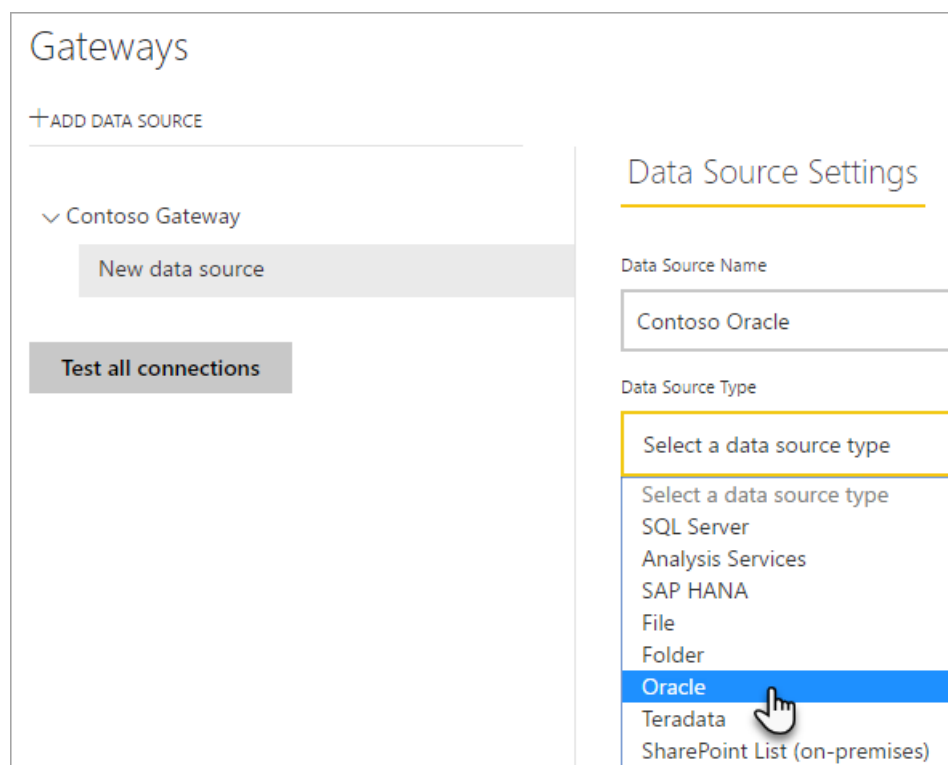 Gateways
+ADD DATA SOURCE
Contoso Gateway
New data source
Test all connections
Data Source Settings
Data Source Name
Contoso Oracle
Data Source Type
Select a data source type
Select a data source type
SQL Server
Analysis Services
SAP HANA
File
Folder
Oracle
Teradata
SharePoint List (on-premises)